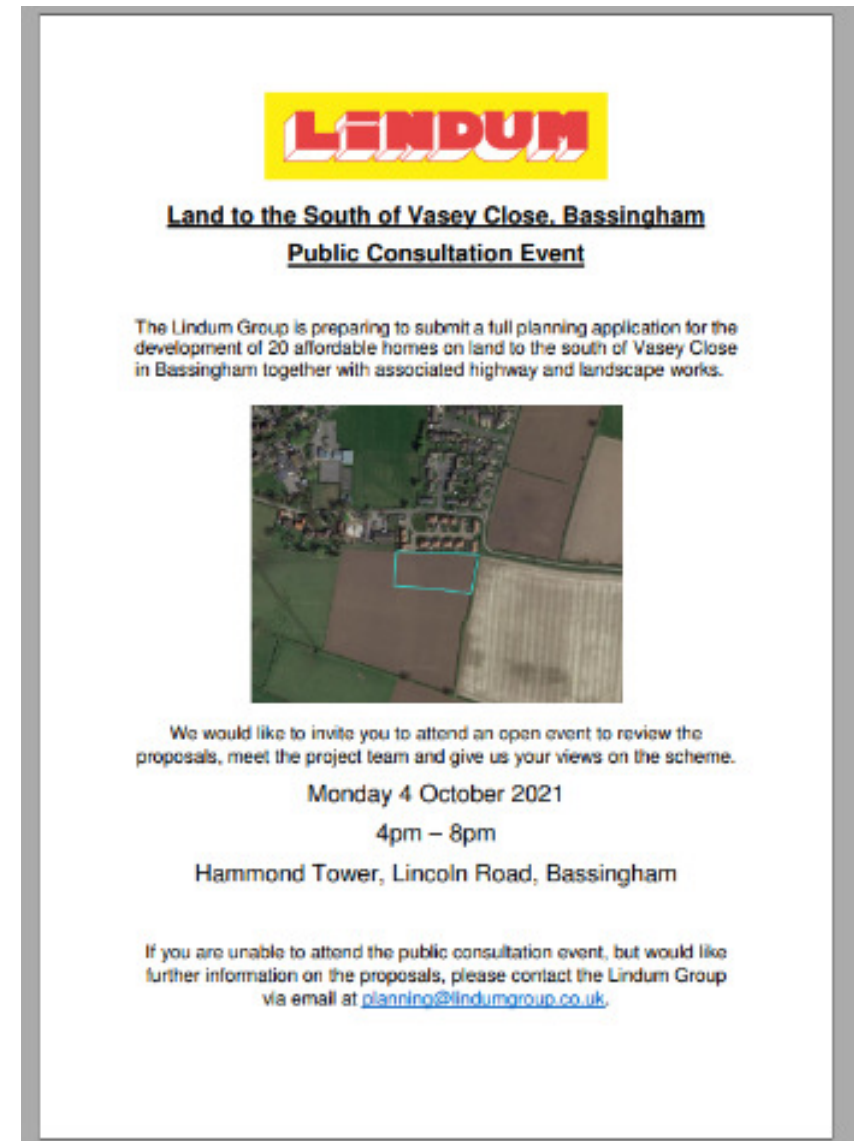 LINDUM
Land to the South of Vasey Close, Bassingham
Public Consultation Event
The Lindum Group is preparing to submit a full planning application for the
development of 20 affordable homes on land to the south of Vasey Close
in Bassingham together with associated highway and landscape works.
We would like to invite you to attend an open event to review the
proposals, meet the project team and give us your views on the scheme.
Monday 4 October 2021
4pm – 8pm
Hammond Tower, Lincoln Road, Bassingham
If you are unable to attend the public consultation event, but would like
further information on the proposals, please contact the Lindum Group
via email at planning@lindumgroup.co.uk.